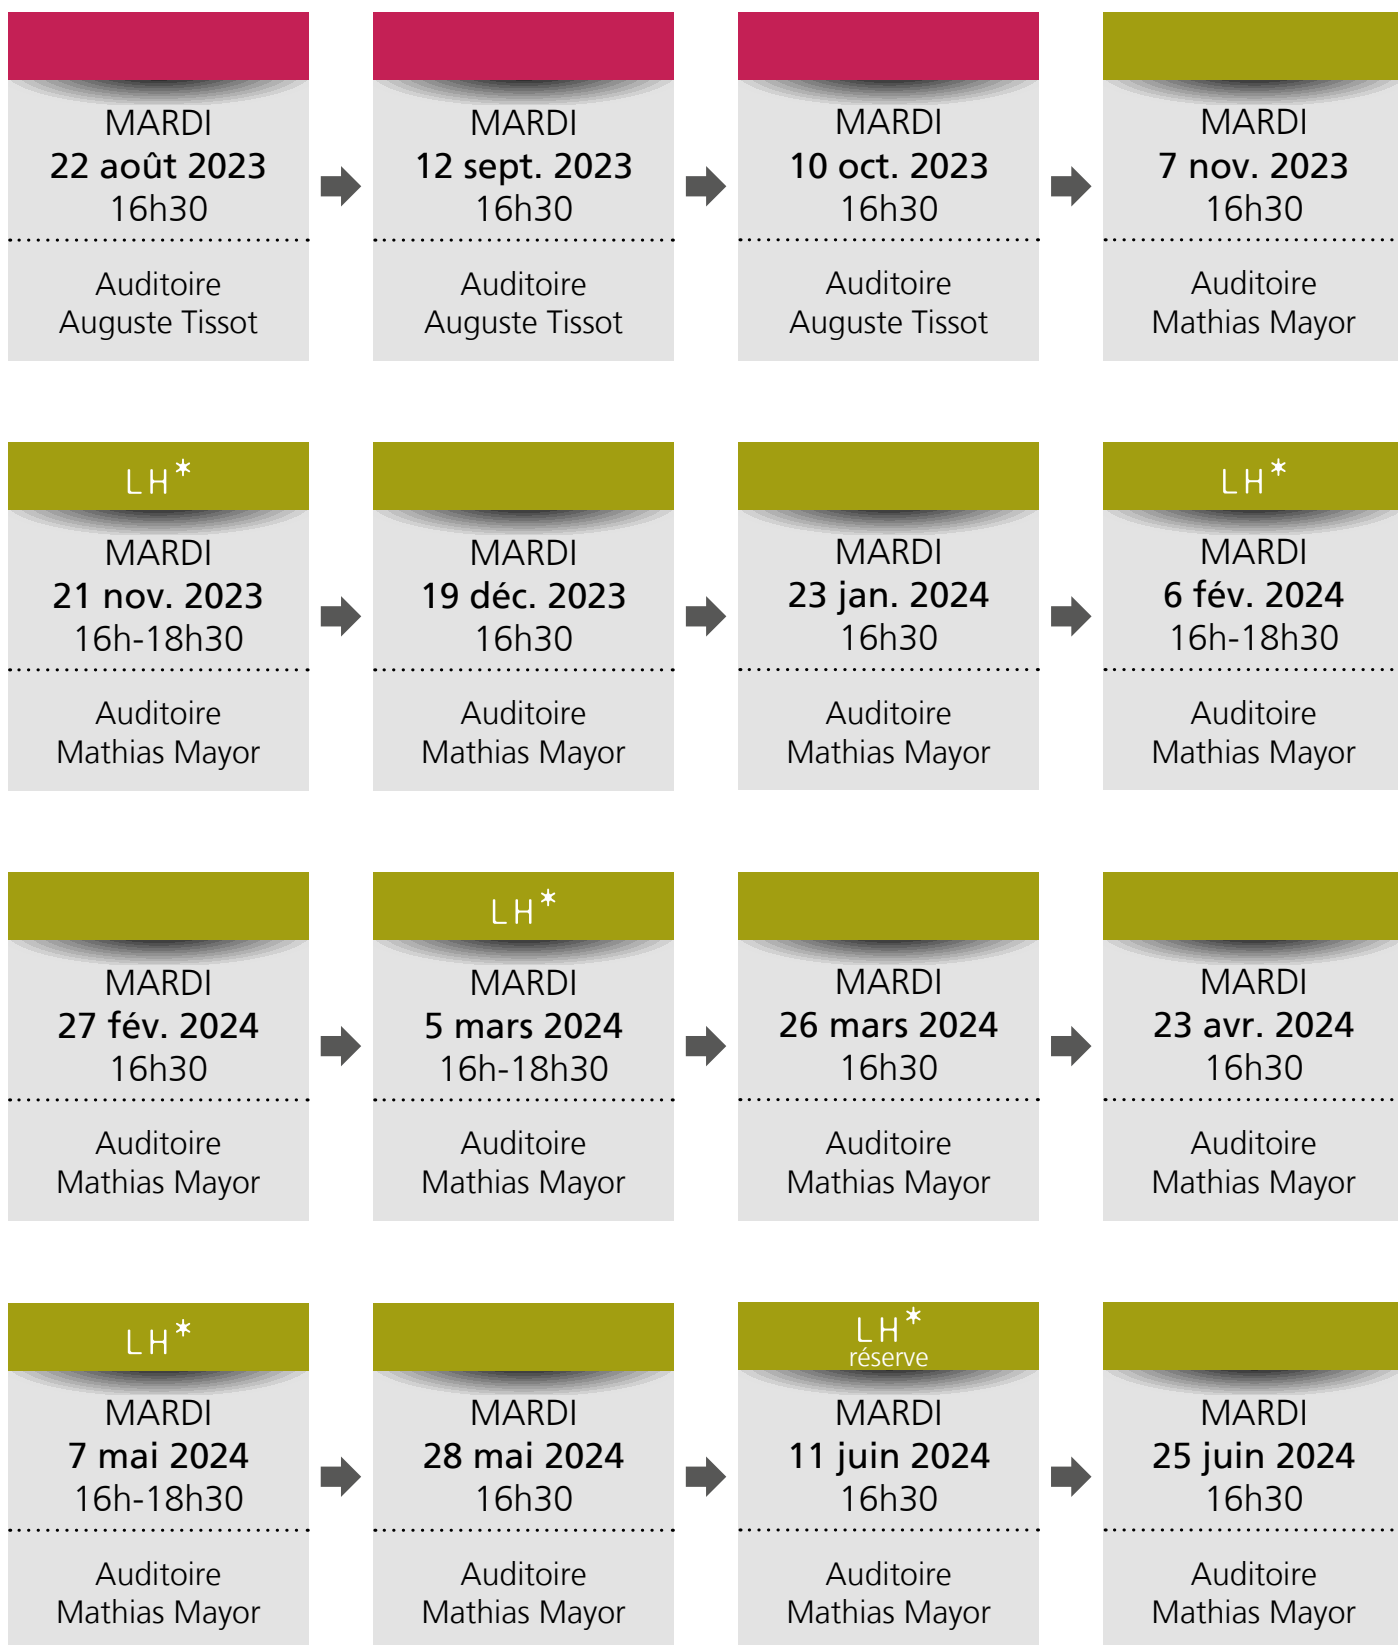 MARDI
22 août 2023
16h30
Auditoire
Auguste Tissot
MARDI
12 sept. 2023
16h30
Auditoire
Auguste Tissot
MARDI
10 oct. 2023
16h30
Auditoire
Auguste Tissot
MARDI
7 nov. 2023
16h30
Auditoire
Mathias Mayor
LH*
MARDI
21 nov. 2023
16h-18h30
Auditoire
Mathias Mayor
MARDI
19 déc. 2023
16h30
Auditoire
Mathias Mayor
MARDI
23 jan. 2024
16h30
Auditoire
Mathias Mayor
LH*
MARDI
6 fév. 2024
16h-18h30
Auditoire
Mathias Mayor
MARDI
27 fév. 2024
16h30
Auditoire
Mathias Mayor
LH*
MARDI
5 mars 2024
16h-18h30
Auditoire
Mathias Mayor
MARDI
26 mars 2024
16h30
Auditoire
Mathias Mayor
MARDI
23 avr. 2024
16h30
Auditoire
Mathias Mayor
LH*
MARDI
7 mai 2024
16h-18h30
Auditoire
Mathias Mayor
MARDI
28 mai 2024
16h30
Auditoire
Mathias Mayor
LH*
réserve
MARDI
11 juin 2024
16h30
Auditoire
Mathias Mayor
MARDI
25 juin 2024
16h30
Auditoire
Mathias Mayor